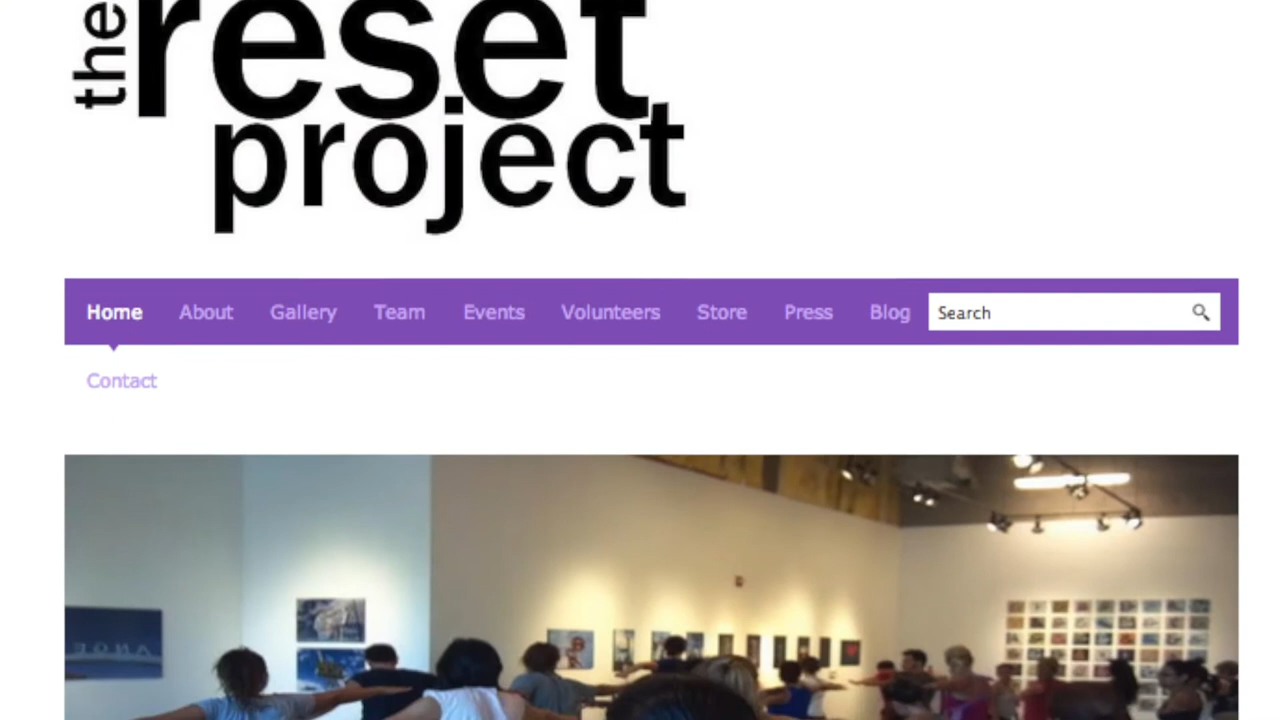 the reset
project
Home About Gallery Team Events Volunteers Store Press Blog Search
Contact